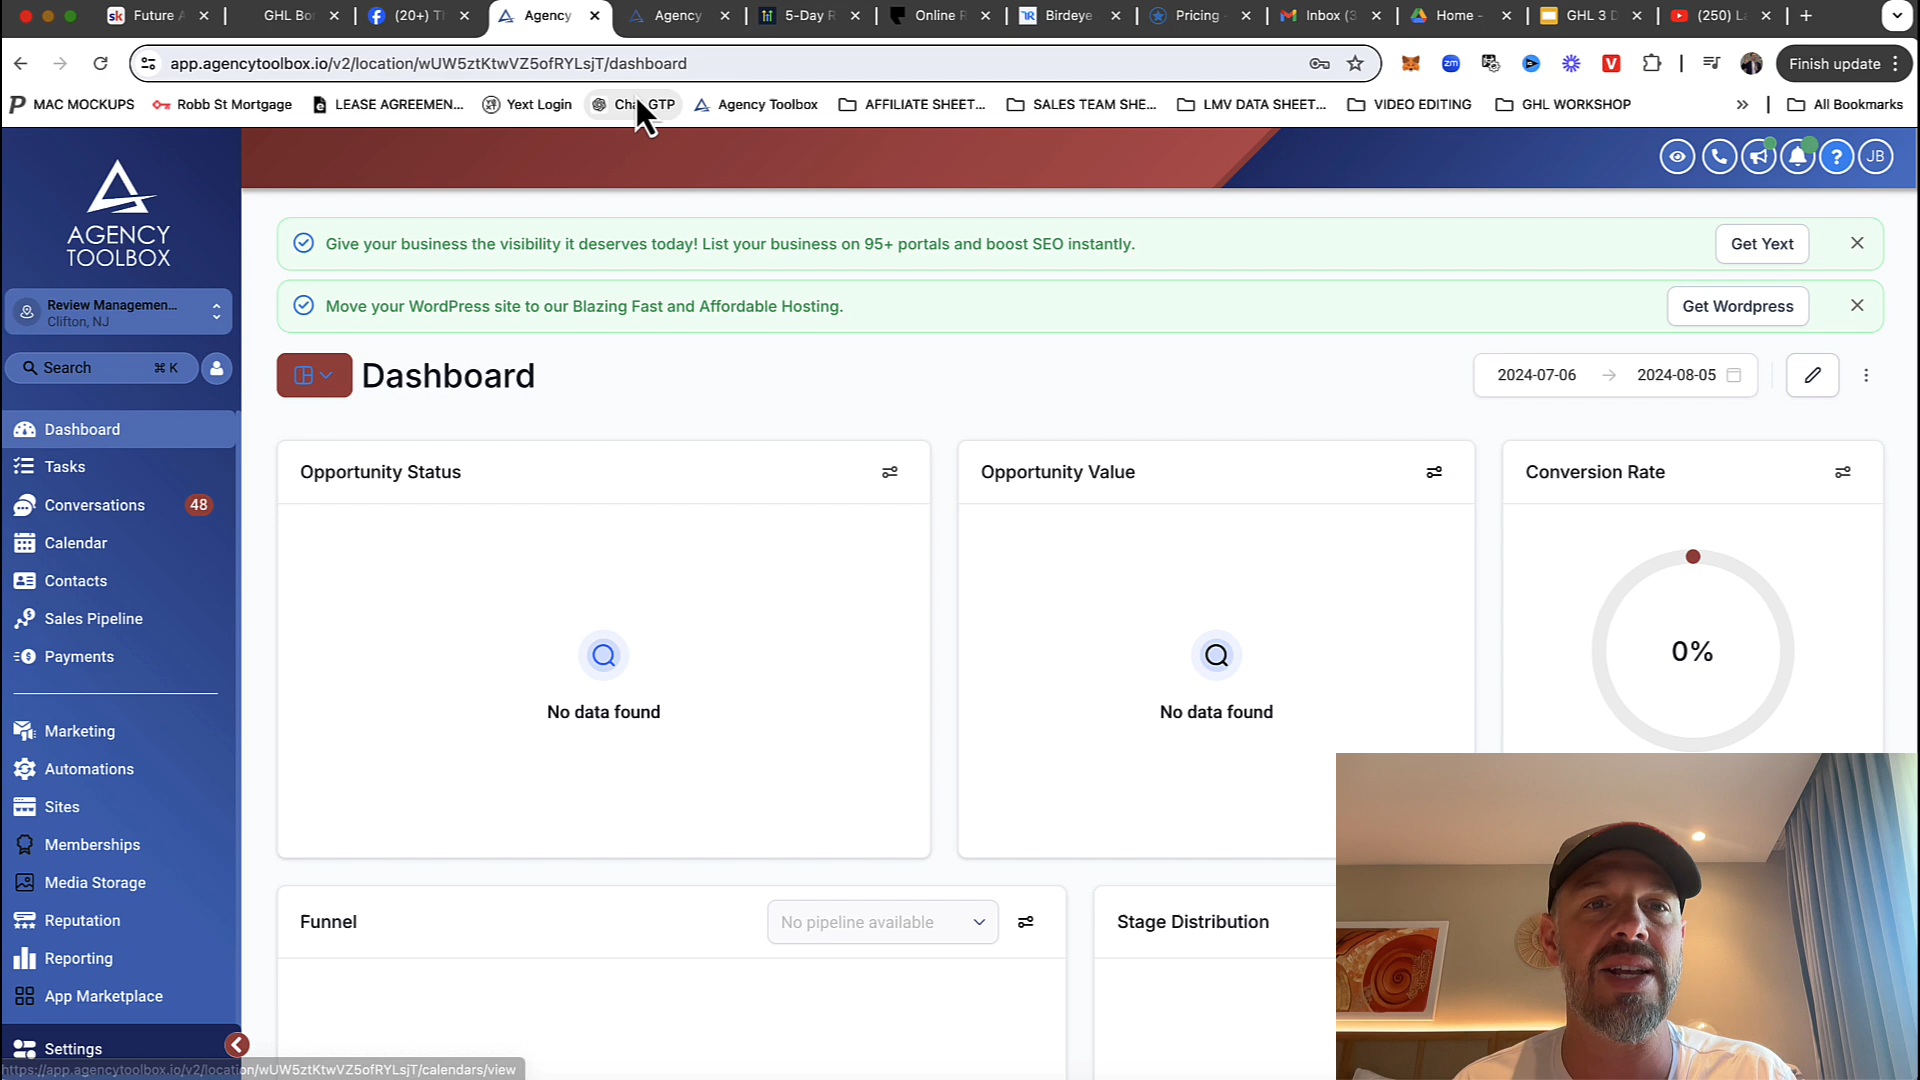 Future A
GHL Bo
(20+) T
Agency
Agency
5-Day R
Online R
Birdeye
Pricing
Inbox (3
Home -
GHL 3 D
(250) L
app.agencytoolbox.io/v2/location/wUW5ztKtwVZ5ofRYLsjT/dashboard
Finish update
MAC MOCKUPS
Robb St Mortgage
LEASE AGREEMEN...
Yext Login
Cha GTP
Agency Toolbox
AFFILIATE SHEET...
SALES TEAM SHE...
LMV DATA SHEET...
VIDEO EDITING
GHL WORKSHOP
All Bookmarks
AGENCY
TOOLBOX
JB
Review Managemen...
Clifton, NJ
Search ⌘ K
Give your business the visibility it deserves today! List your business on 95+ portals and boost SEO instantly.
Get Yext
Move your WordPress site to our Blazing Fast and Affordable Hosting.
Get Wordpress
Dashboard
2024-07-06 → 2024-08-05
Dashboard
Tasks
Conversations 48
Calendar
Contacts
Sales Pipeline
Payments
Marketing
Automations
Sites
Memberships
Media Storage
Reputation
Reporting
App Marketplace
Settings
Opportunity Status
No data found
Opportunity Value
No data found
Conversion Rate
0%
Funnel
No pipeline available
Stage Distribution
https://app.agencytoolbox.io/v2/location/wUW5ztKtwVZ5ofRYLsjT/calendars/view